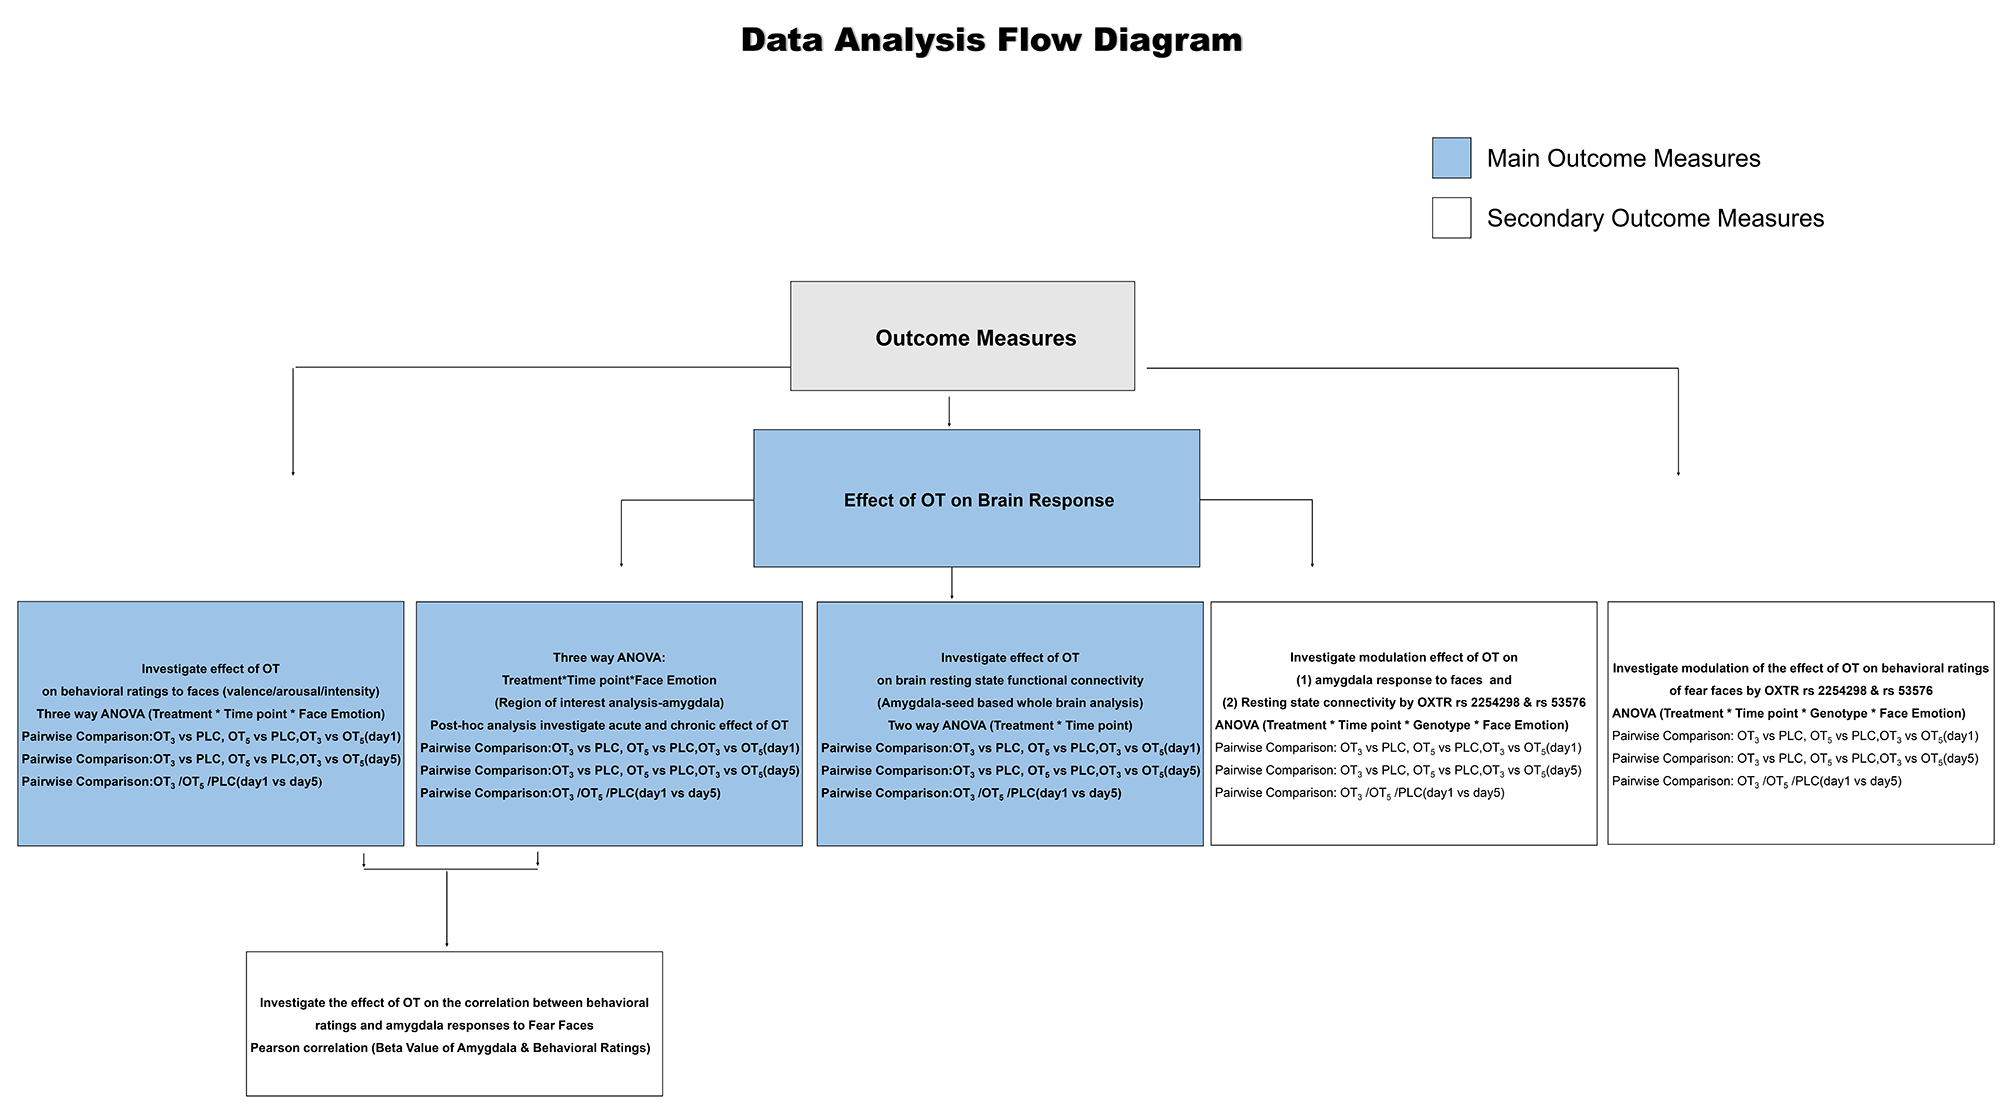 Data Analysis Flow Diagram
Main Outcome Measures
Secondary Outcome Measures
Outcome Measures
Effect of OT on Brain Response
Investigate effect of OT
on behavioral ratings to faces (valence/arousal/intensity)
Three way ANOVA (Treatment * Time point * Face Emotion)
Pairwise Comparison:OT3 vs PLC, OT5 vs PLC,OT3 vs OT5(day1)
Pairwise Comparison:OT3 vs PLC, OT5 vs PLC,OT3 vs OT5(day5)
Pairwise Comparison:OT3 /OT5 /PLC(day1 vs day5)
Three way ANOVA:
Treatment*Time point*Face Emotion
(Region of interest analysis-amygdala)
Post-hoc analysis investigate acute and chronic effect of OT
Pairwise Comparison:OT3 vs PLC, OT5 vs PLC,OT3 vs OT5(day1)
Pairwise Comparison:OT3 vs PLC, OT5 vs PLC,OT3 vs OT5(day5)
Pairwise Comparison:OT3 /OT5 /PLC(day1 vs day5)
Investigate effect of OT
on brain resting state functional connectivity
(Amygdala-seed based whole brain analysis)
Two way ANOVA (Treatment * Time point)
Pairwise Comparison:OT3 vs PLC, OT5 vs PLC,OT3 vs OT5(day1)
Pairwise Comparison:OT3 vs PLC, OT5 vs PLC,OT3 vs OT5(day5)
Pairwise Comparison:OT3 /OT5 /PLC(day1 vs day5)
Investigate modulation effect of OT on
(1) amygdala response to faces and
(2) Resting state connectivity by OXTR rs 2254298 & rs 53576
ANOVA (Treatment * Time point * Genotype * Face Emotion)
Pairwise Comparison: OT3 vs PLC, OT5 vs PLC,OT3 vs OT5(day1)
Pairwise Comparison: OT3 vs PLC, OT5 vs PLC,OT3 vs OT5(day5)
Pairwise Comparison: OT3 /OT5 /PLC(day1 vs day5)
Investigate modulation of the effect of OT on behavioral ratings
of fear faces by OXTR rs 2254298 & rs 53576
ANOVA (Treatment * Time point * Genotype * Face Emotion)
Pairwise Comparison: OT3 vs PLC, OT5 vs PLC,OT3 vs OT5(day1)
Pairwise Comparison: OT3 vs PLC, OT5 vs PLC,OT3 vs OT5(day5)
Pairwise Comparison: OT3 /OT5 /PLC(day1 vs day5)
Investigate the effect of OT on the correlation between behavioral
ratings and amygdala responses to Fear Faces
Pearson correlation (Beta Value of Amygdala & Behavioral Ratings)